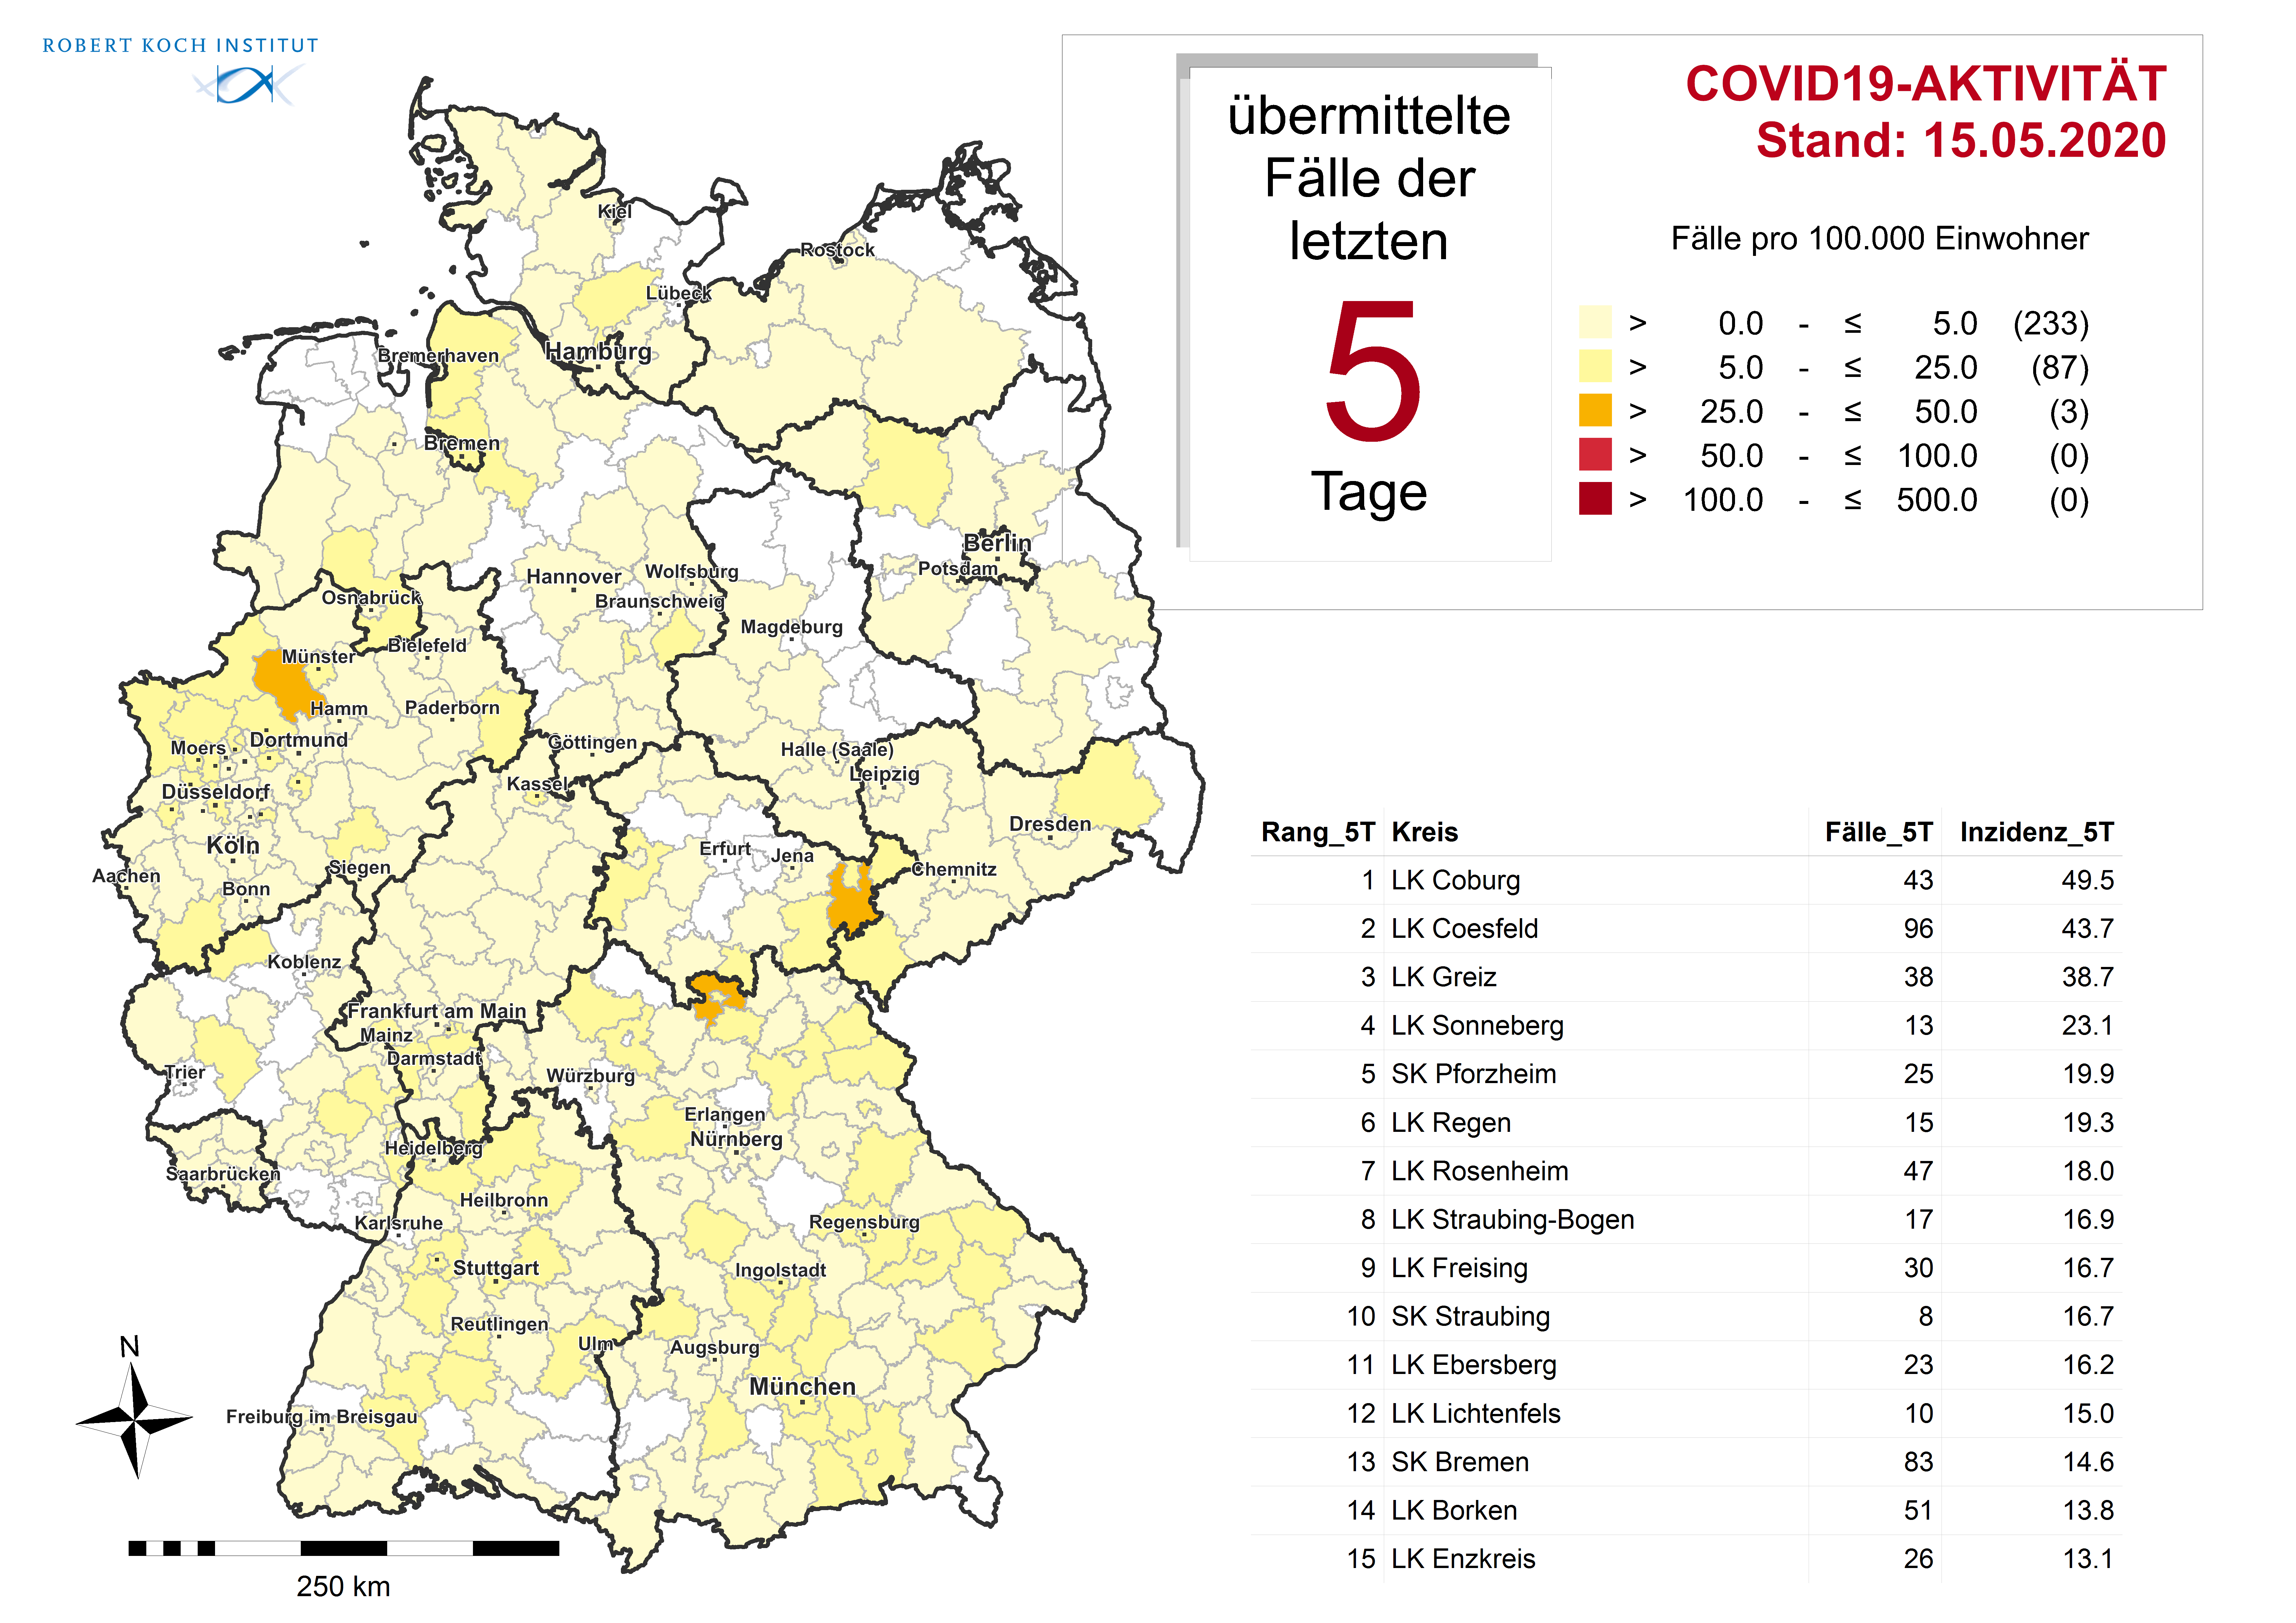 ROBERT KOCH INSTITUT
COVID19-AKTIVITÄT
Stand: 15.05.2020
übermittelte
Fälle der
letzten
5
Tage
Fälle pro 100.000 Einwohner
> 0.0 - ≤ 5.0 (233)
> 5.0 - ≤ 25.0 (87)
> 25.0 - ≤ 50.0 (3)
> 50.0 - ≤ 100.0 (0)
> 100.0 - ≤ 500.0 (0)
Kiel
Rostock
Lübeck
Hamburg
Bremerhaven
Bremen
Berlin
Potsdam
Hannover
Wolfsburg
Braunschweig
Osnabrück
Magdeburg
Bielefeld
Münster
Hamm
Paderborn
Moers
Dortmund
Göttingen
Halle (Saale)
Leipzig
Kassel
Düsseldorf
Dresden
Köln
Erfurt
Jena
Siegen
Chemnitz
Aachen
Bonn
Koblenz
Frankfurt am Main
Mainz
Darmstadt
Trier
Würzburg
Erlangen
Nürnberg
Heidelberg
Saarbrücken
Heilbronn
Karlsruhe
Regensburg
Stuttgart
Ingolstadt
Reutlingen
Ulm
Augsburg
München
Freiburg im Breisgau
N
250 km
Rang_5T Kreis Fälle_5T Inzidenz_5T
1 LK Coburg 43 49.5
2 LK Coesfeld 96 43.7
3 LK Greiz 38 38.7
4 LK Sonneberg 13 23.1
5 SK Pforzheim 25 19.9
6 LK Regen 15 19.3
7 LK Rosenheim 47 18.0
8 LK Straubing-Bogen 17 16.9
9 LK Freising 30 16.7
10 SK Straubing 8 16.7
11 LK Ebersberg 23 16.2
12 LK Lichtenfels 10 15.0
13 SK Bremen 83 14.6
14 LK Borken 51 13.8
15 LK Enzkreis 26 13.1